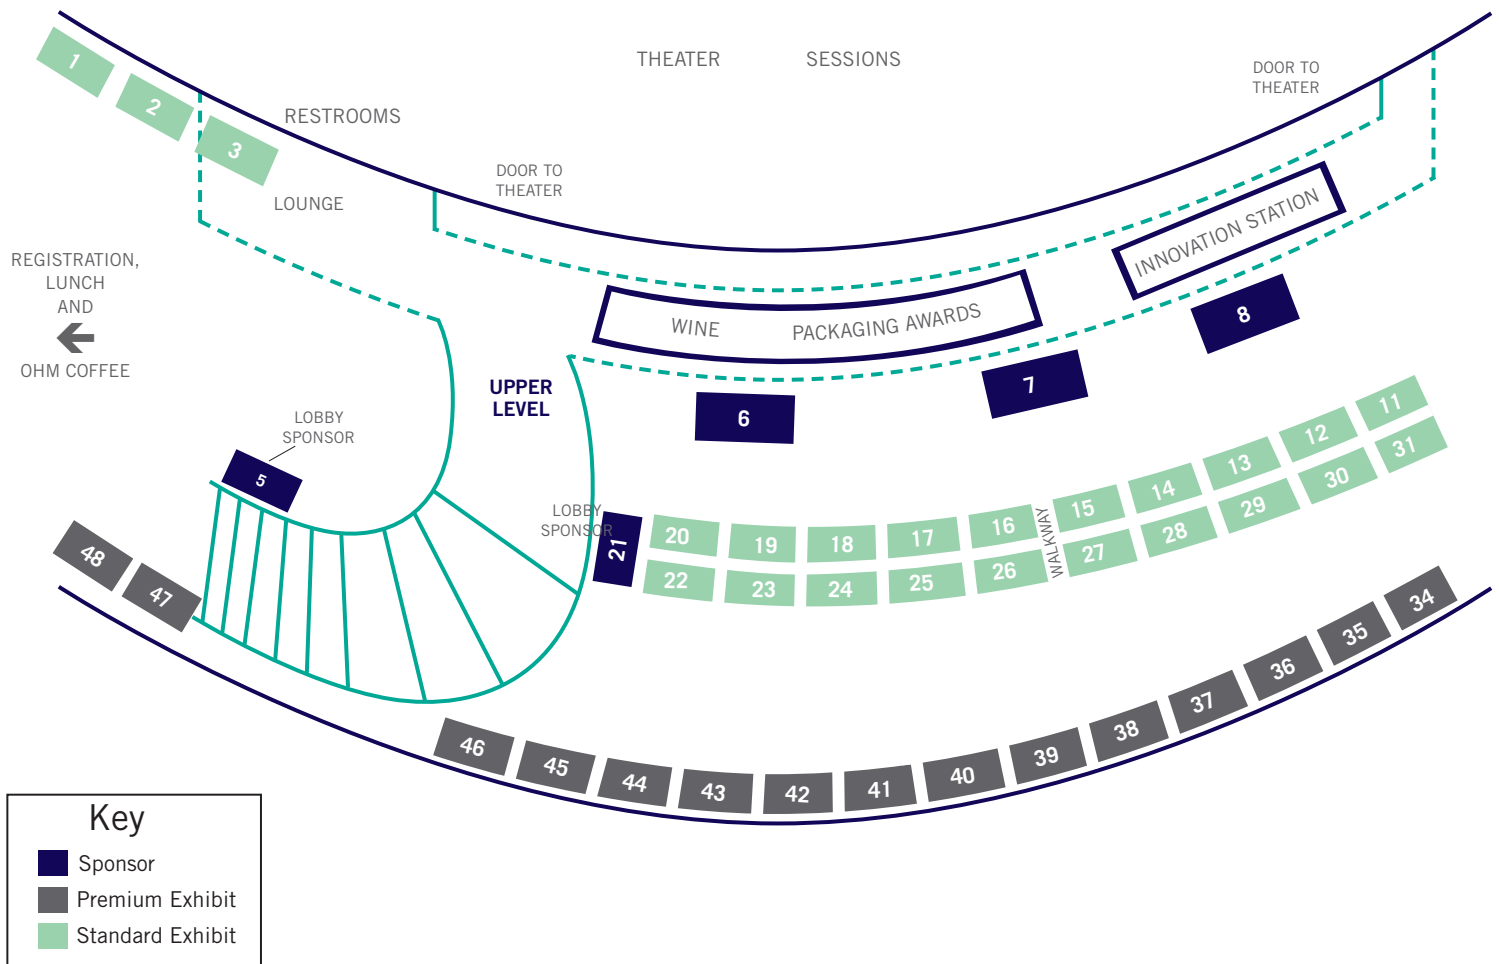 THEATER SESSIONS
DOOR TO
THEATER
1
2
3
RESTROOMS
DOOR TO
THEATER
LOUNGE
INNOVATION STATION
REGISTRATION,
LUNCH
AND
OHM COFFEE
WINE PACKAGING AWARDS
8
UPPER
LEVEL
7
6
LOBBY
SPONSOR
5
LOBBY
SPONSOR
21
20
19
18
17
16
WALKWAY
15
14
13
12
11
22
23
24
25
26
27
28
29
30
31
48
47
46
45
44
43
42
41
40
39
38
37
36
35
34
Key
Sponsor
Premium Exhibit
Standard Exhibit